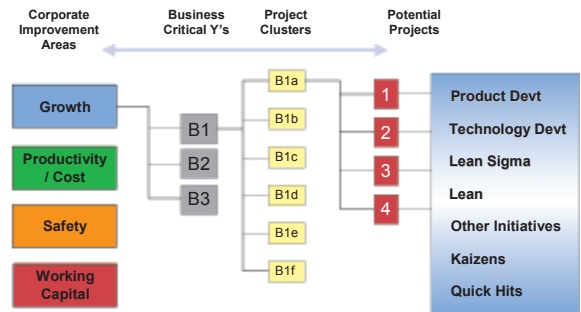 Corporate
Improvement
Areas
Business
Critical Y's
Project
Clusters
Potential
Projects
Growth
Productivity
/ Cost
Safety
Working
Capital
B1
B2
B3
B1a
B1b
B1c
B1d
B1e
B1f
1
2
3
4
Product Devt
Technology Devt
Lean Sigma
Lean
Other Initiatives
Kaizens
Quick Hits